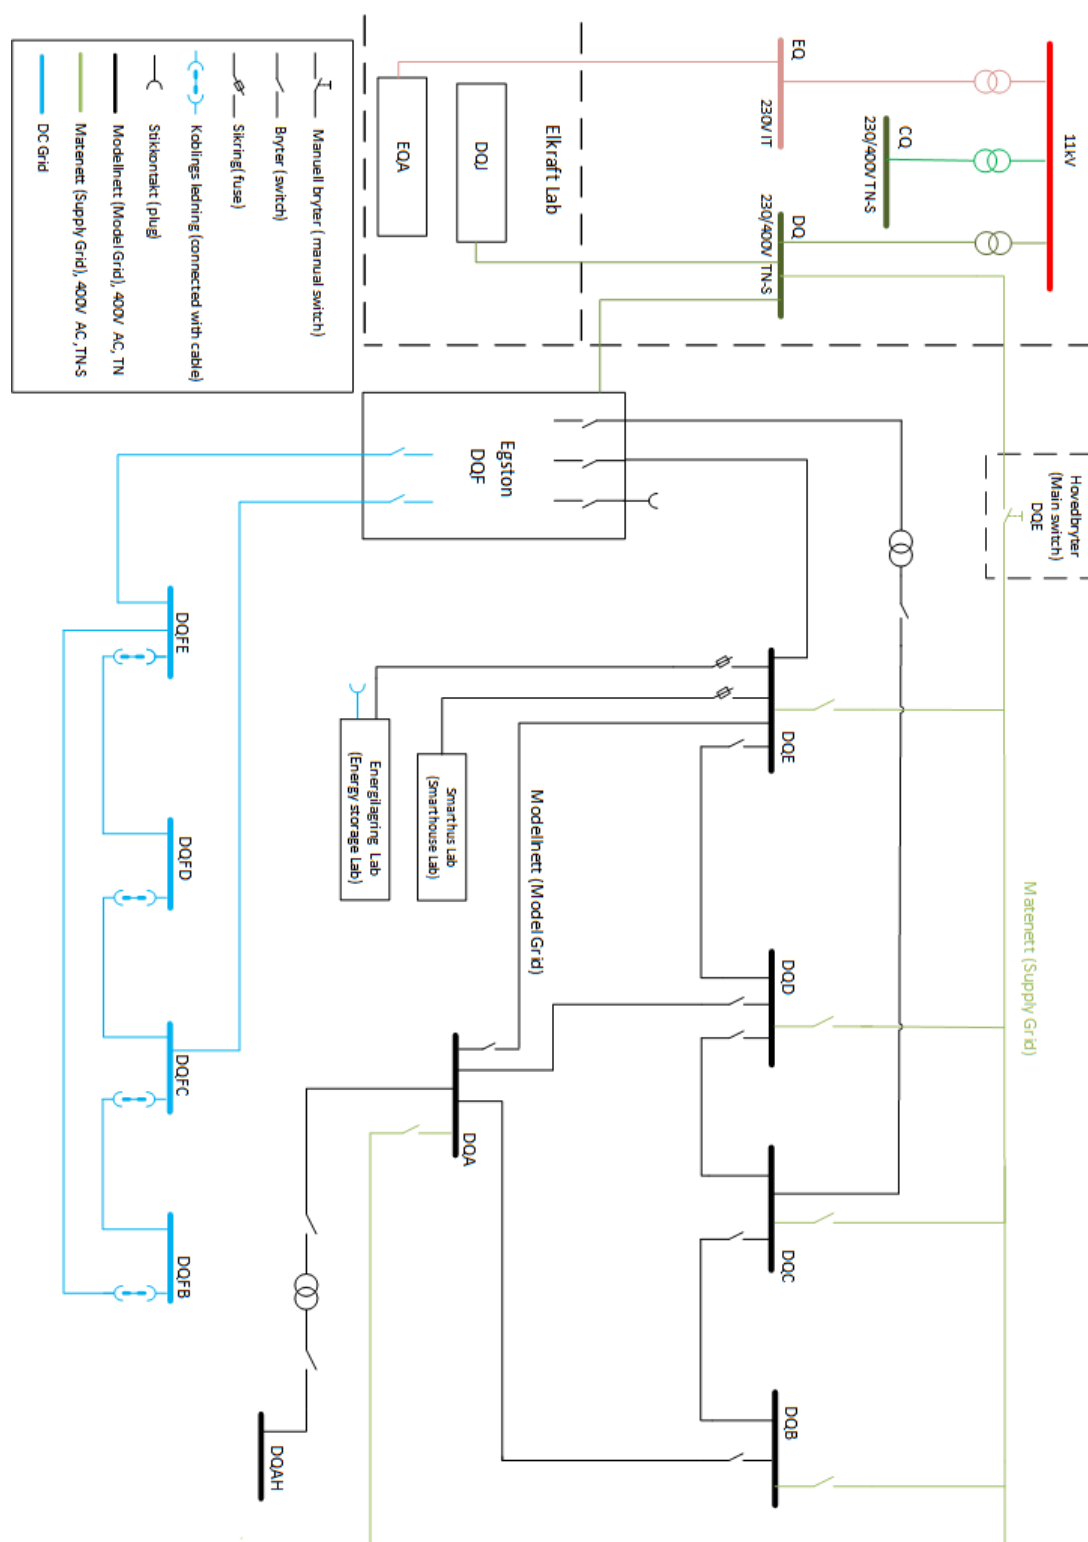 11kV
EQ
230V IT
CQ
230/400V TN-S
DQ
230/400V TN-S
Elkraft Lab
DQJ
EQA
Hovedbryter
(Main switch)
DQE
Matenett (Supply Grid)
Egston
DQF
DQE
DQD
DQC
DQB
Smarthus Lab
(Smarthouse Lab)
Energilagring Lab
(Energy storage Lab)
Modellnett (Model Grid)
DQA
DQAH
DQFE
DQFD
DQFC
DQFB
Manuell bryter (manual switch)
Bryter (switch)
Sikring(fuse)
Koblings ledning (connected with cable)
Stikkontakt (plug)
Modellnett (Model Grid), 400V AC, TN
Matenett (Supply Grid), 400V AC, TN-S
DC Grid